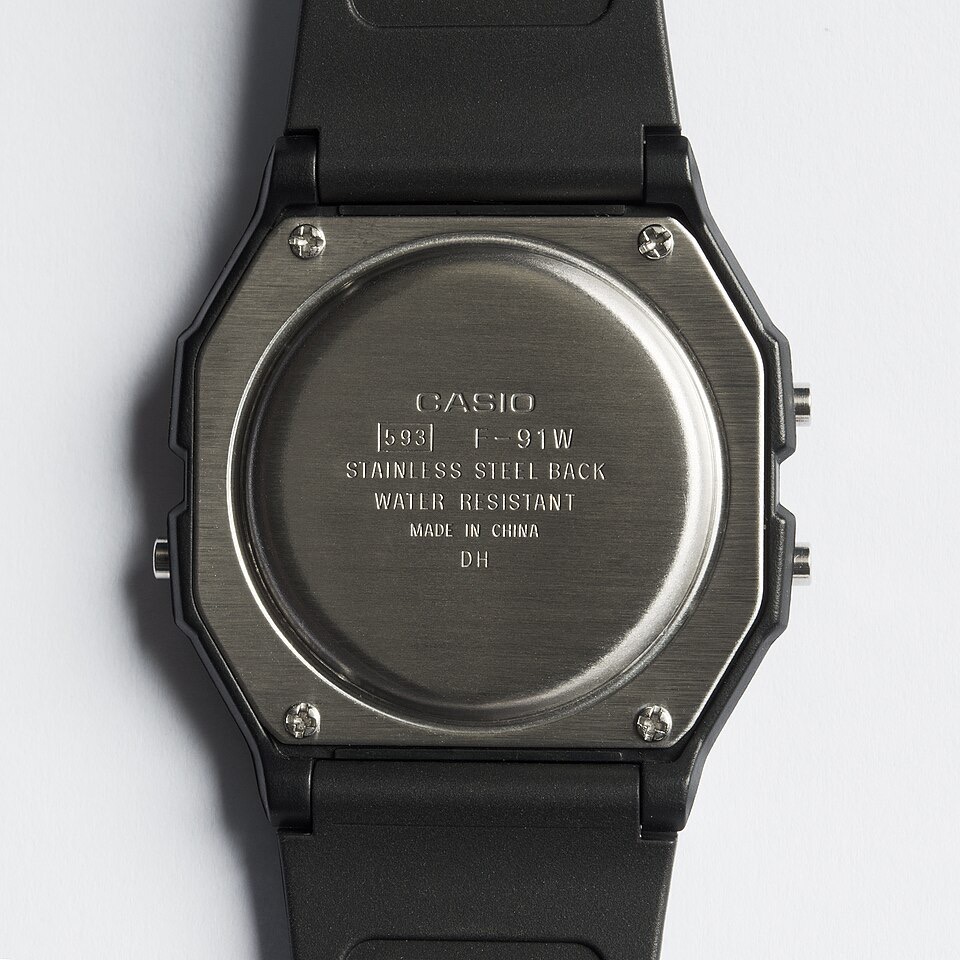 CASIO
593 F-91W
STAINLESS STEEL BACK
WATER RESISTANT
MADE IN CHINA
DH